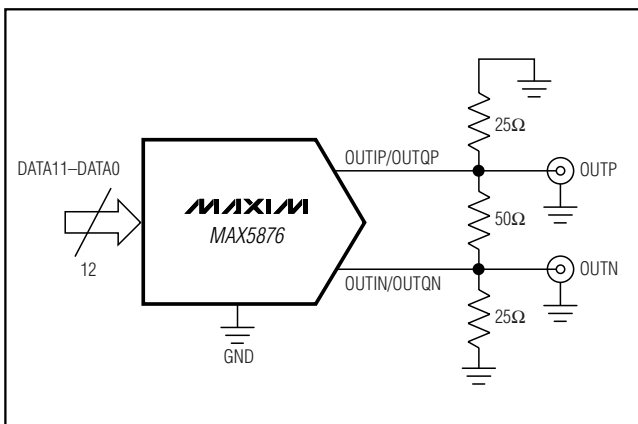 25Ω
DATA11–DATA0
OUTIP/OUTQP
OUTP
MAXIM
MAX5876
50Ω
12
OUTIN/OUTQN
OUTN
25Ω
GND